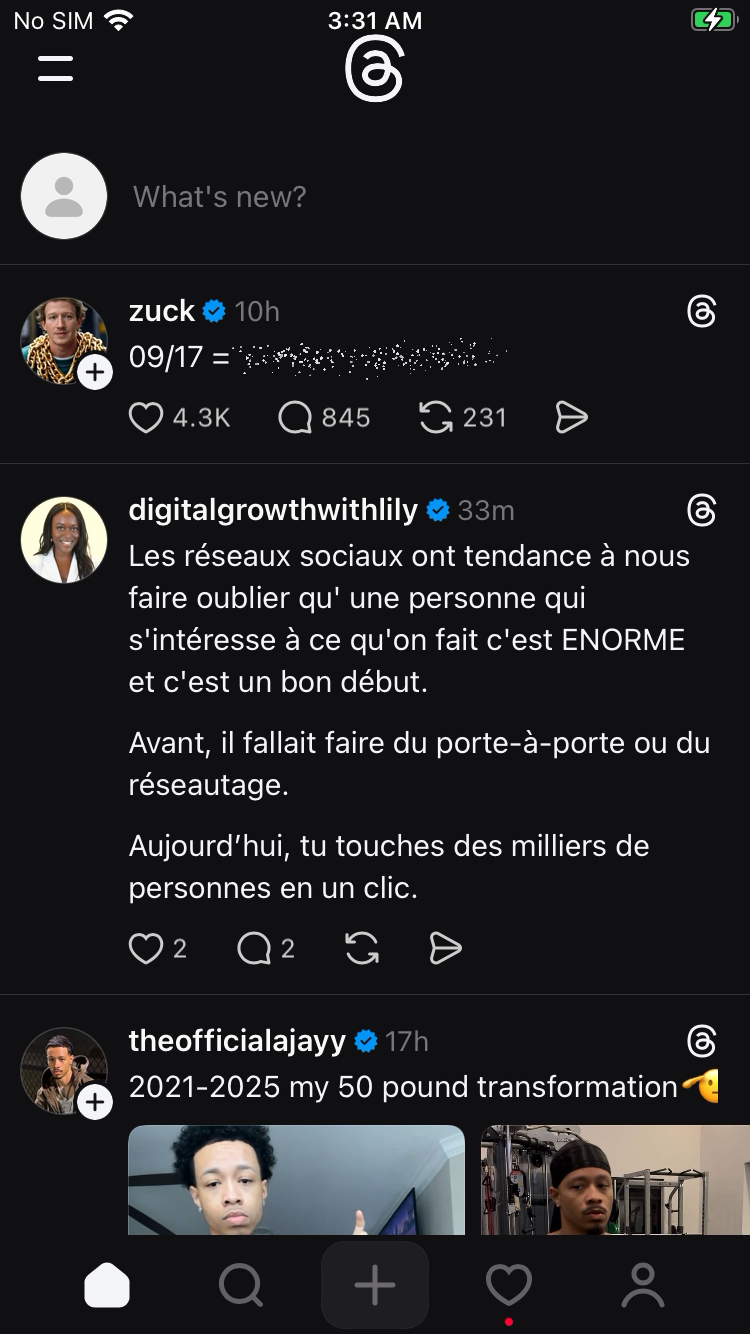 No SIM 3:31 AM
What's new?
zuck 10h
09/17 =
4.3K 845 231
digitalgrowthwithlily 33m
Les réseaux sociaux ont tendance à nous
faire oublier qu' une personne qui
s'intéresse à ce qu'on fait c'est ENORME
et c'est un bon début.
Avant, il fallait faire du porte-à-porte ou du
réseautage.
Aujourd’hui, tu touches des milliers de
personnes en un clic.
2 2
theofficialajayy 17h
2021-2025 my 50 pound transformation🫡